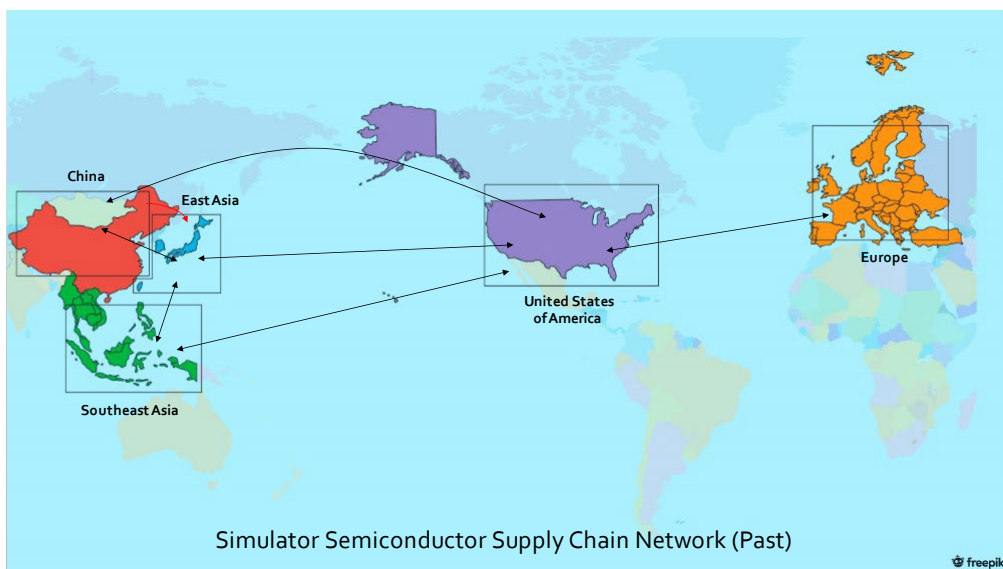 China
East Asia
Europe
United States
of America
Southeast Asia
Simulator Semiconductor Supply Chain Network (Past)
freepik